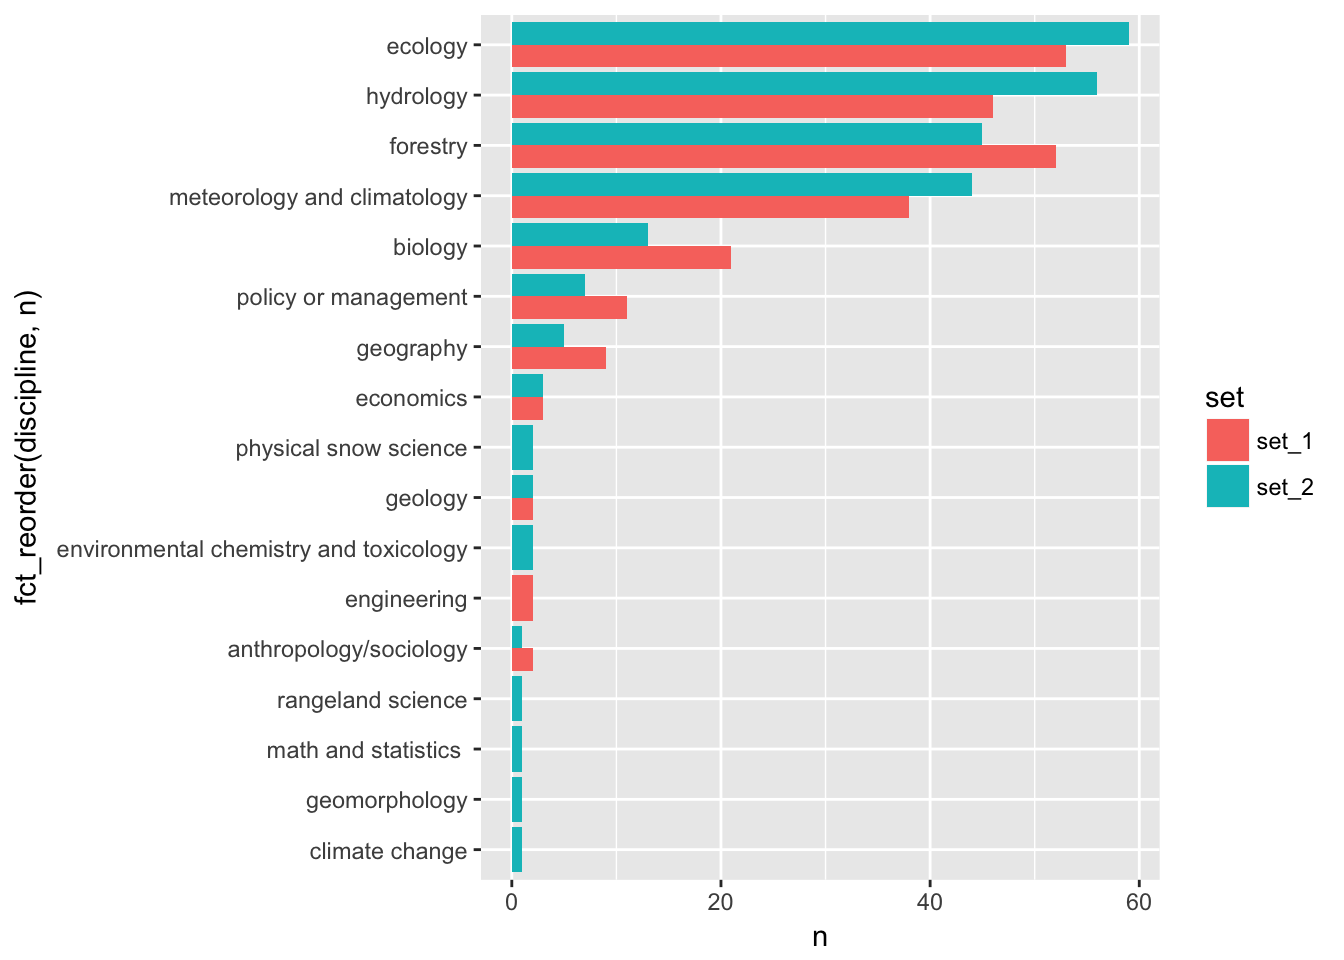 fct_reorder(discipline, n)
ecology
hydrology
forestry
meteorology and climatology
biology
policy or management
geography
economics
physical snow science
geology
environmental chemistry and toxicology
engineering
anthropology/sociology
rangeland science
math and statistics
geomorphology
climate change
0 20 40 60
n
set
set_1
set_2